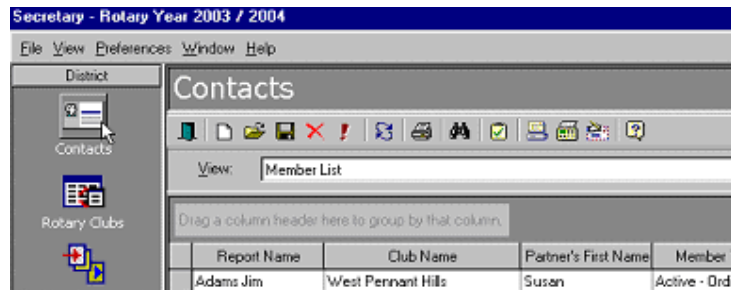 Secretary - Rotary Year 2003 / 2004
File View Preferences Window Help
District
Contacts
Contacts
View: Member List
Rotary Clubs
Drag a column header here to group by that column.
Report Name Club Name Partner's First Name Member
Adams Jim West Pennant Hills Susan Active - Ord